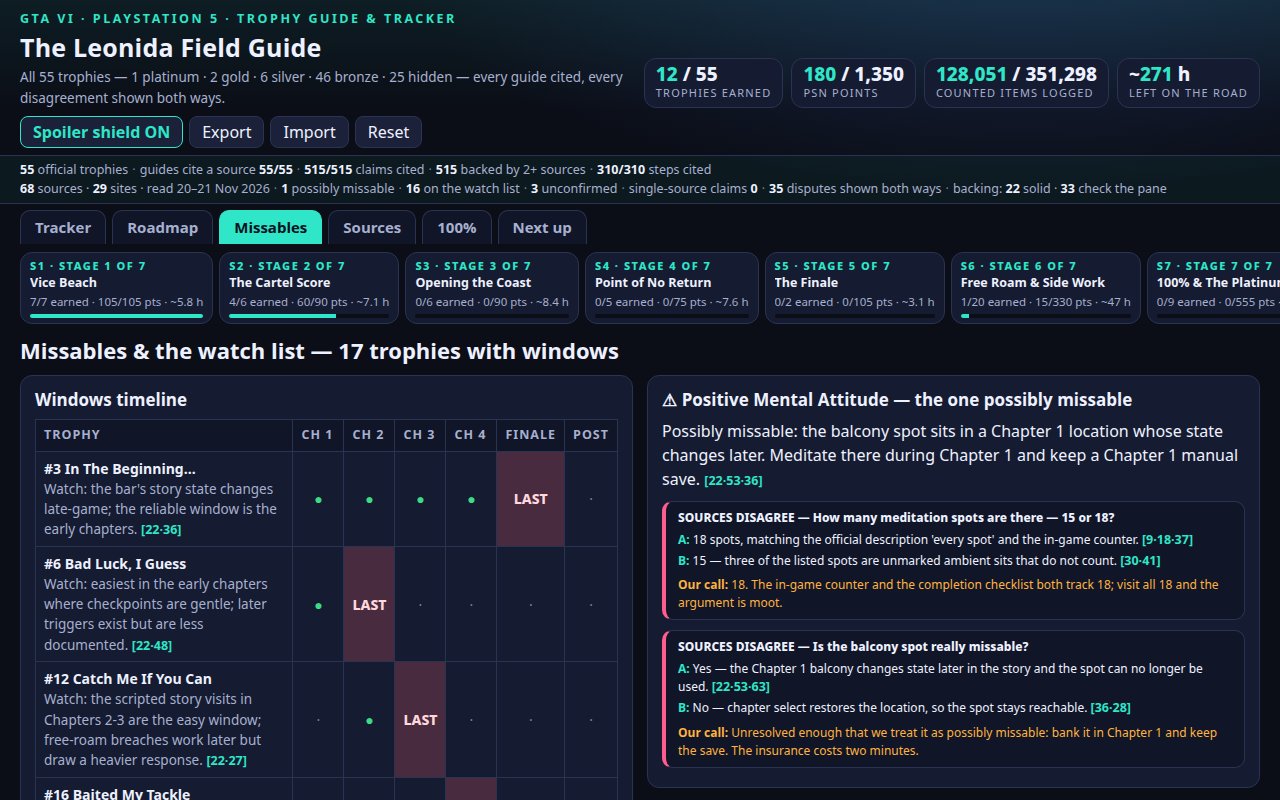 GTA VI · PLAYSTATION 5 · TROPHY GUIDE & TRACKER
The Leonida Field Guide
All 55 trophies — 1 platinum · 2 gold · 6 silver · 46 bronze · 25 hidden — every guide cited, every
disagreement shown both ways.
12 / 55
TROPHIES EARNED
180 / 1,350
PSN POINTS
128,051 / 351,298
COUNTED ITEMS LOGGED
~271 h
LEFT ON THE ROAD
Spoiler shield ON
Export
Import
Reset
55 official trophies · guides cite a source 55/55 · 515/515 claims cited · 515 backed by 2+ sources · 310/310 steps cited
68 sources · 29 sites · read 20–21 Nov 2026 · 1 possibly missable · 16 on the watch list · 3 unconfirmed · single-source claims 0 · 35 disputes shown both ways · backing: 22 solid · 33 check the pane
Tracker
Roadmap
Missables
Sources
100%
Next up
S1 · STAGE 1 OF 7
Vice Beach
7/7 earned · 105/105 pts · ~5.8 h
S2 · STAGE 2 OF 7
The Cartel Score
4/6 earned · 60/90 pts · ~7.1 h
S3 · STAGE 3 OF 7
Opening the Coast
0/6 earned · 0/90 pts · ~8.4 h
S4 · STAGE 4 OF 7
Point of No Return
0/5 earned · 0/75 pts · ~7.6 h
S5 · STAGE 5 OF 7
The Finale
0/2 earned · 0/105 pts · ~3.1 h
S6 · STAGE 6 OF 7
Free Roam & Side Work
1/20 earned · 15/330 pts · ~47 h
S7 · STAGE 7 OF 7
100% & The Platinum
0/9 earned · 0/555 pts ·
Missables & the watch list — 17 trophies with windows
Windows timeline
TROPHY CH 1 CH 2 CH 3 CH 4 FINALE POST
#3 In The Beginning...
Watch: the bar's story state changes
late-game; the reliable window is the
early chapters. [22·36]
● ● ● ● LAST ·
#6 Bad Luck, I Guess
Watch: easiest in the early chapters
where checkpoints are gentle; later
triggers exist but are less
documented. [22·48]
● LAST · · · ·
#12 Catch Me If You Can
Watch: the scripted story visits in
Chapters 2-3 are the easy window;
free-roam breaches work later but
draw a heavier response. [22·27]
· ● LAST · · ·
#16 Baited My Tackle
⚠ Positive Mental Attitude — the one possibly missable
Possibly missable: the balcony spot sits in a Chapter 1 location whose state
changes later. Meditate there during Chapter 1 and keep a Chapter 1 manual
save. [22·53·36]
SOURCES DISAGREE — How many meditation spots are there — 15 or 18?
A: 18 spots, matching the official description 'every spot' and the in-game counter. [9·18·37]
B: 15 — three of the listed spots are unmarked ambient sits that do not count. [30·41]
Our call: 18. The in-game counter and the completion checklist both track 18; visit all 18 and the
argument is moot.
SOURCES DISAGREE — Is the balcony spot really missable?
A: Yes — the Chapter 1 balcony changes state later in the story and the spot can no longer be
used. [22·53·63]
B: No — chapter select restores the location, so the spot stays reachable. [36·28]
Our call: Unresolved enough that we treat it as possibly missable: bank it in Chapter 1 and keep
the save. The insurance costs two minutes.